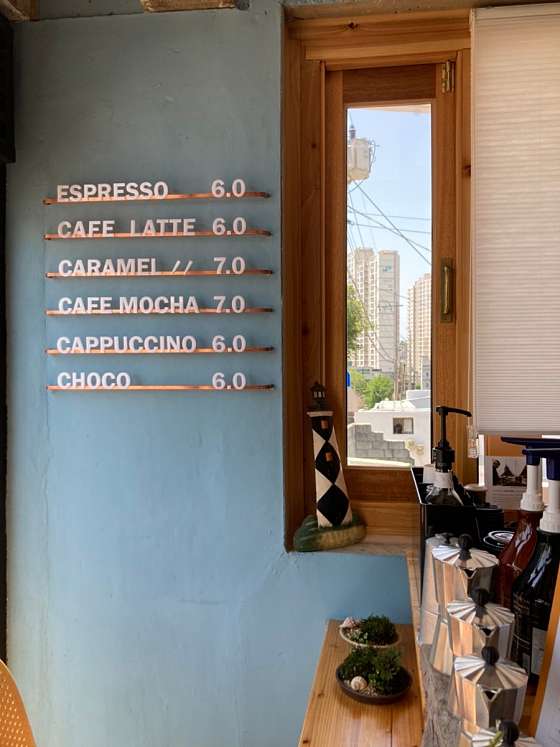 ESPRESSO 6.0
CAFE LATTE 6.0
CARAMEL // 7.0
CAFE MOCHA 7.0
CAPPUCCINO 6.0
CHOCO 6.0